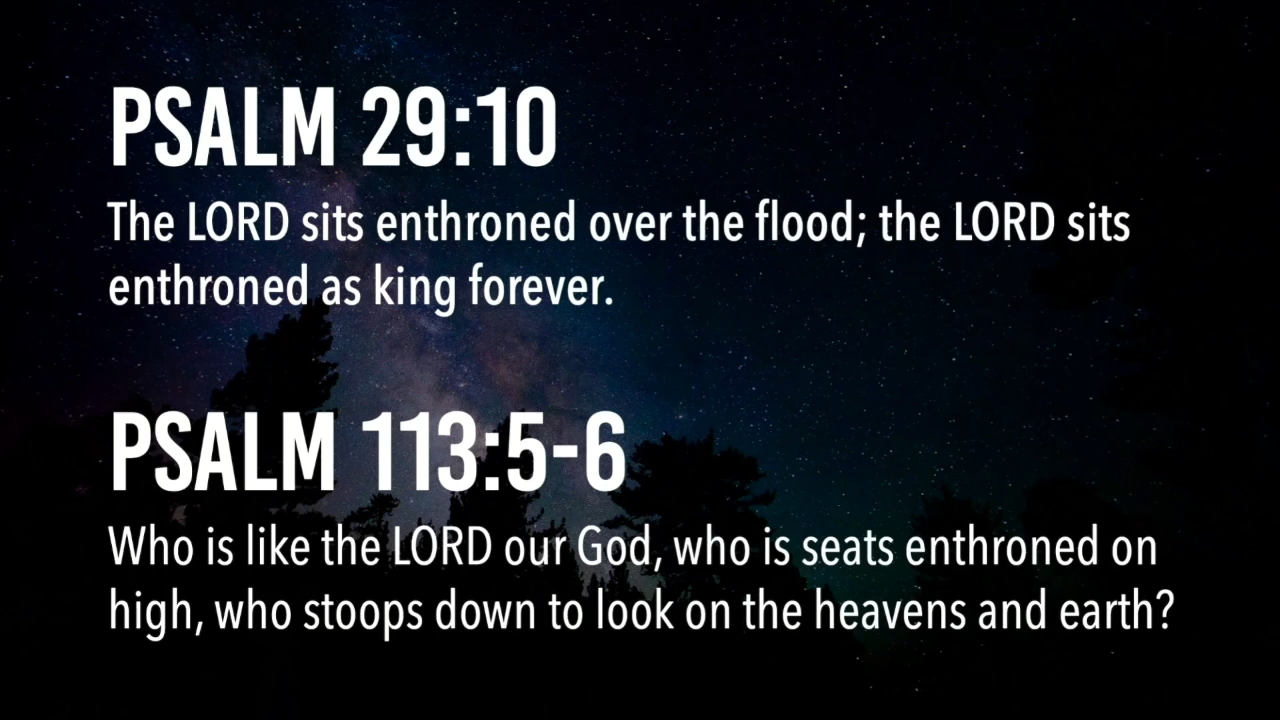 PSALM 29:10
The LORD sits enthroned over the flood; the LORD sits
enthroned as king forever.
PSALM 113:5-6
Who is like the LORD our God, who is seats enthroned on
high, who stoops down to look on the heavens and earth?